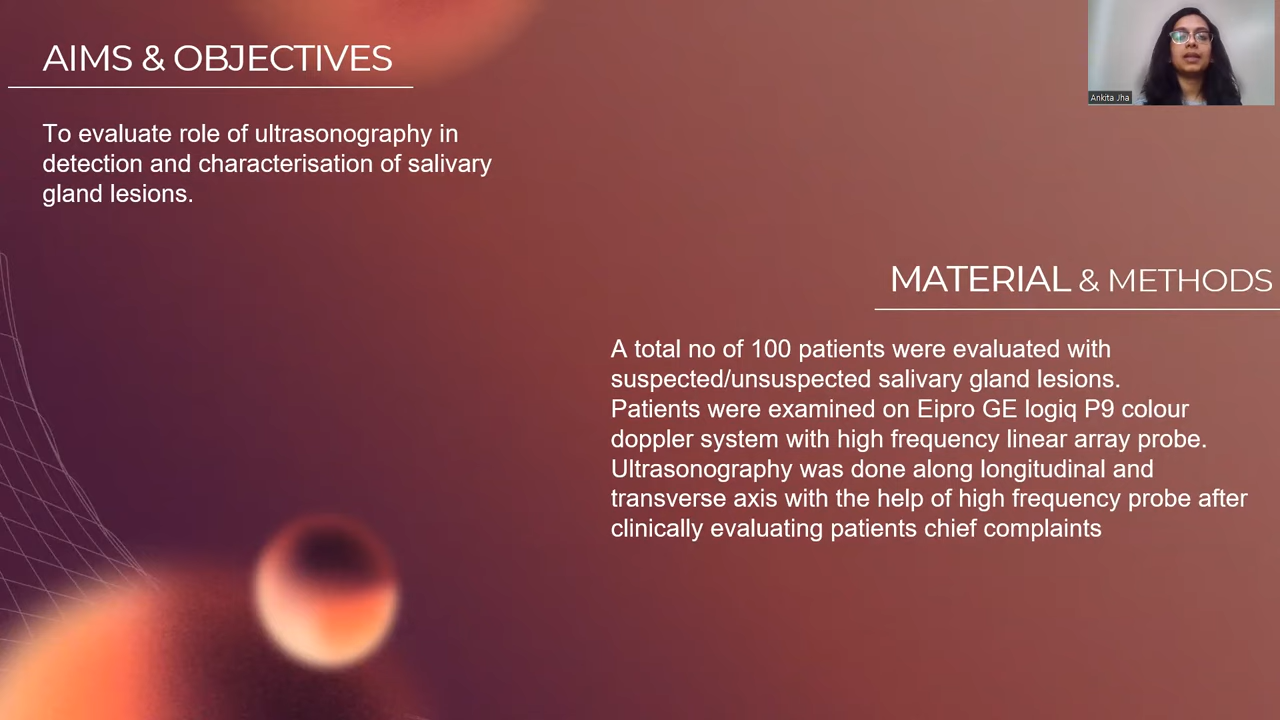 AIMS & OBJECTIVES
To evaluate role of ultrasonography in
detection and characterisation of salivary
gland lesions.
Ankita Jha
MATERIAL & METHODS
A total no of 100 patients were evaluated with
suspected/unsuspected salivary gland lesions.
Patients were examined on Eipro GE logiq P9 colour
doppler system with high frequency linear array probe.
Ultrasonography was done along longitudinal and
transverse axis with the help of high frequency probe after
clinically evaluating patients chief complaints